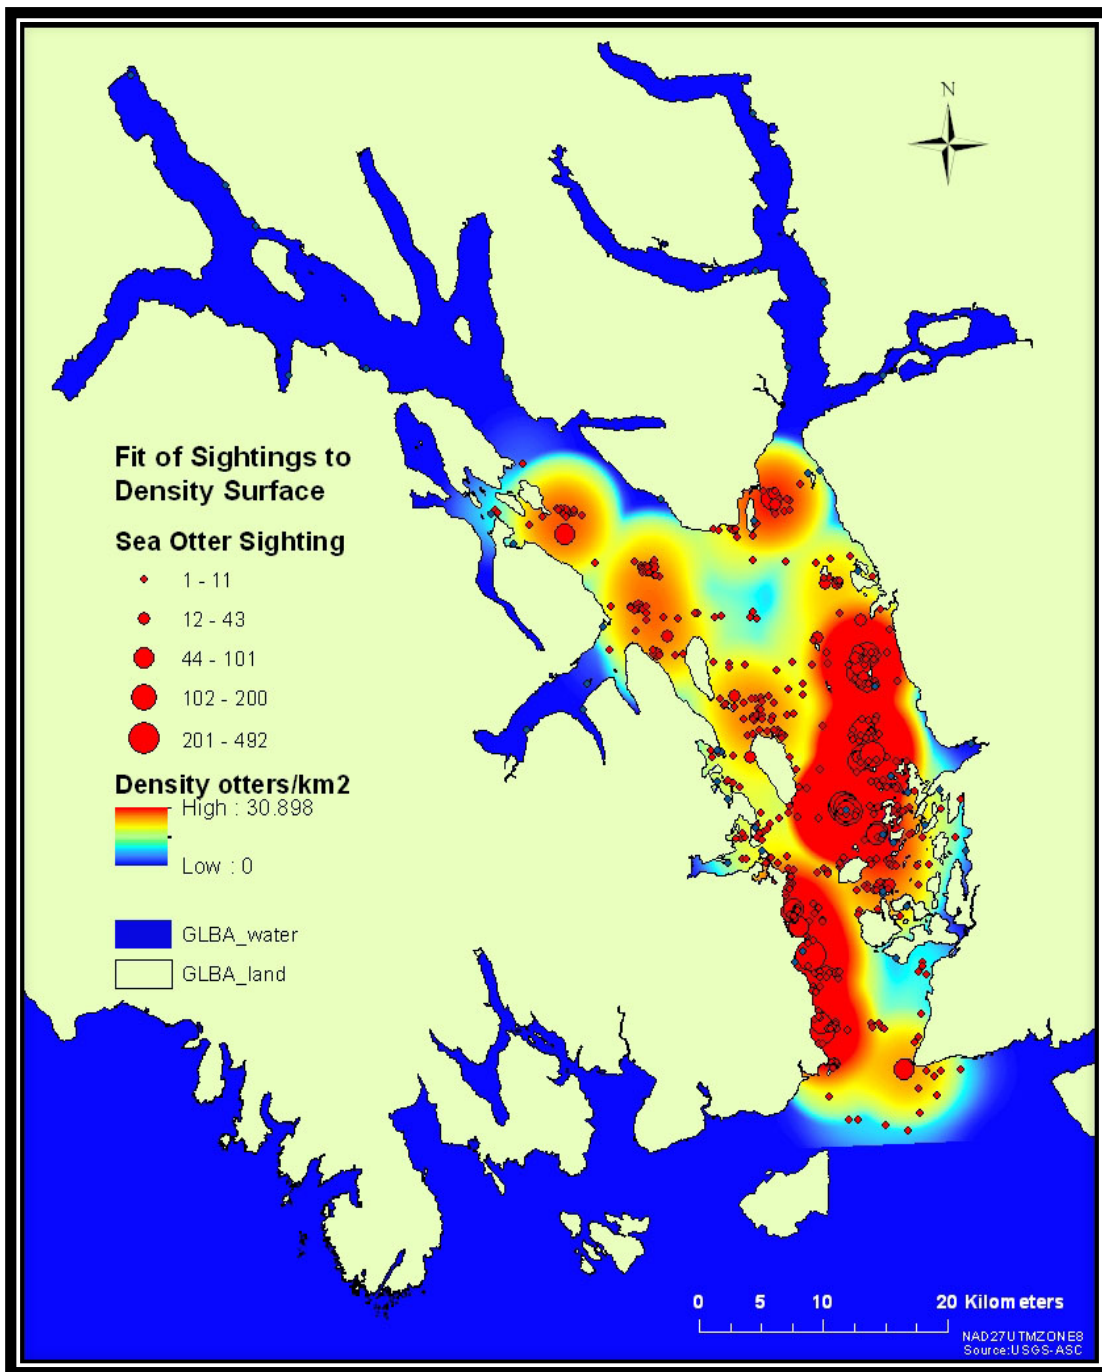 N
Fit of Sightings to
Density Surface
Sea Otter Sighting
1 - 11
12 - 43
44 - 101
102 - 200
201 - 492
Density otters/km2
High : 30.898
Low : 0
GLBA_water
GLBA_land
0 5 10 20 Kilometers
NAD27UTMZONE8
Source:USGS-ASC